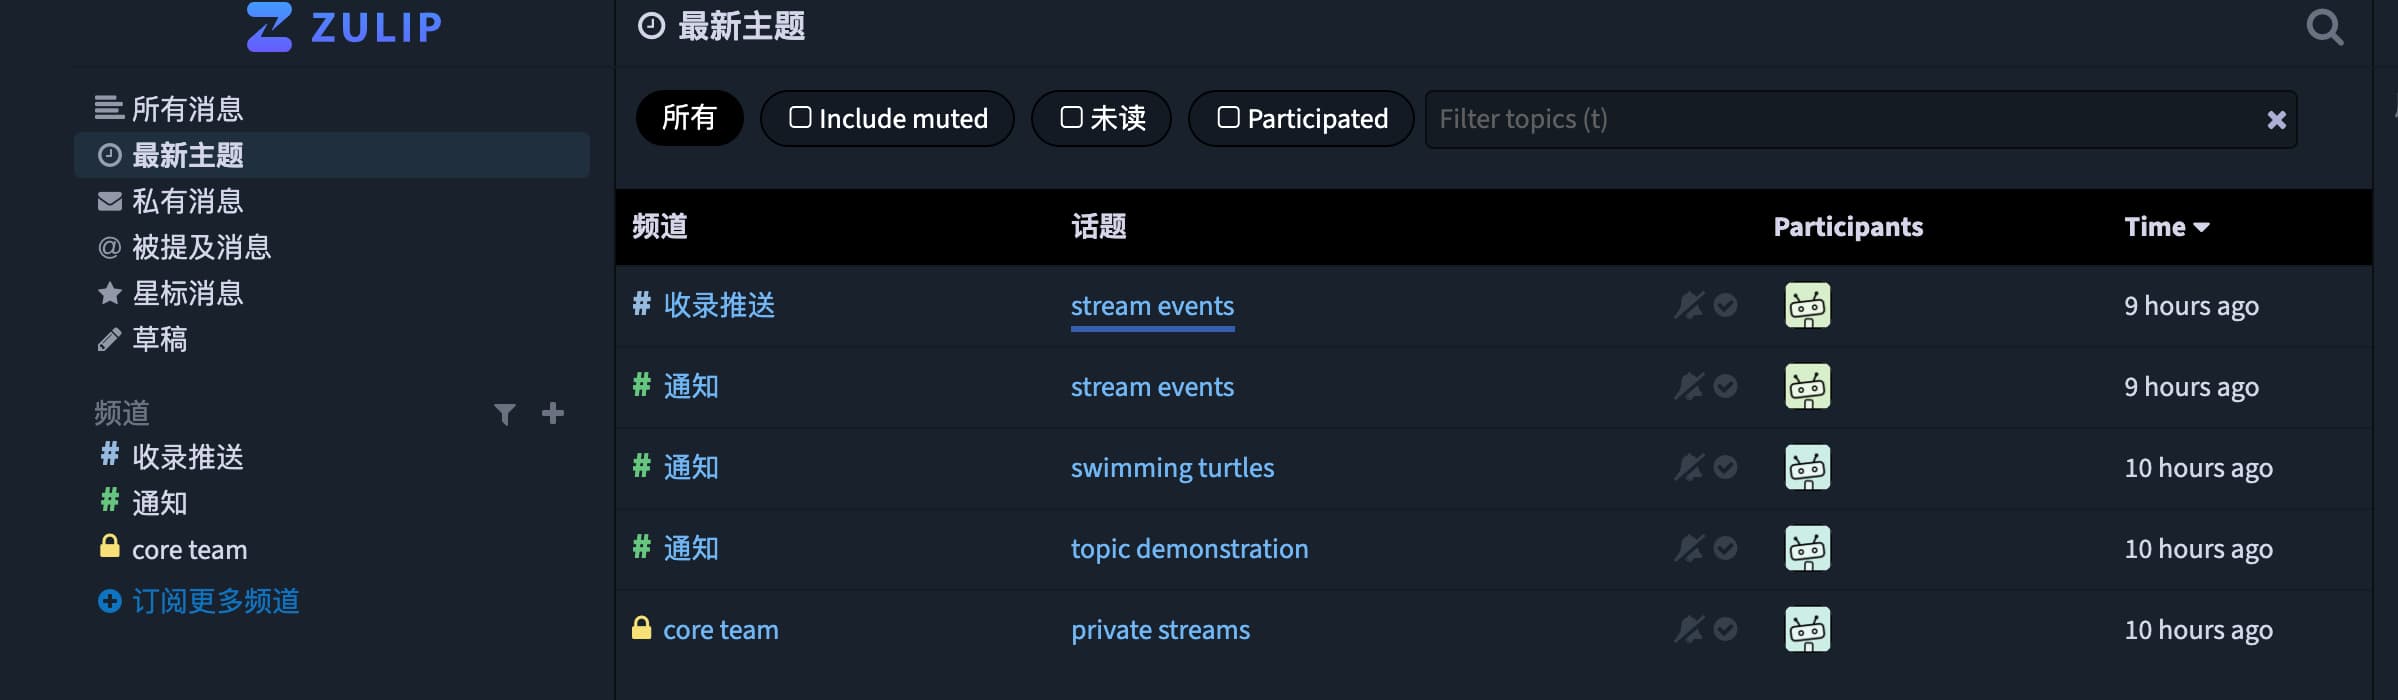 ZULIP
所有消息
最新主题
私有消息
@ 被提及消息
星标消息
草稿
频道
# 收录推送
# 通知
core team
订阅更多频道
最新主题
所有 Include muted 未读 Participated Filter topics (t)
频道 话题 Participants Time
# 收录推送 stream events 9 hours ago
# 通知 stream events 9 hours ago
# 通知 swimming turtles 10 hours ago
# 通知 topic demonstration 10 hours ago
core team private streams 10 hours ago